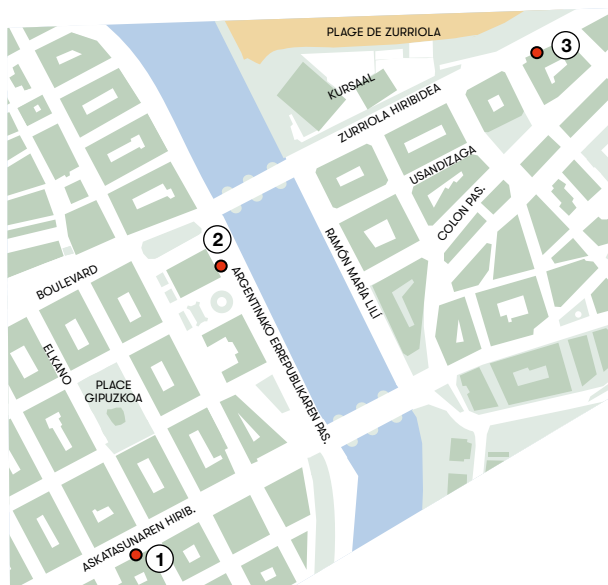 PLAGE DE ZURRIOLA
3
KURSAAL
ZURRIOLA HIRIBIDEA
USANDIZAGA
COLON PAS.
2
RAMÓN MARÍA LILÍ
BOULEVARD
ARGENTINAKO ERREPUBLIKAREN PAS.
ELKANO
PLACE
GIPUZKOA
ASKATASUNAREN HIRIB.
1